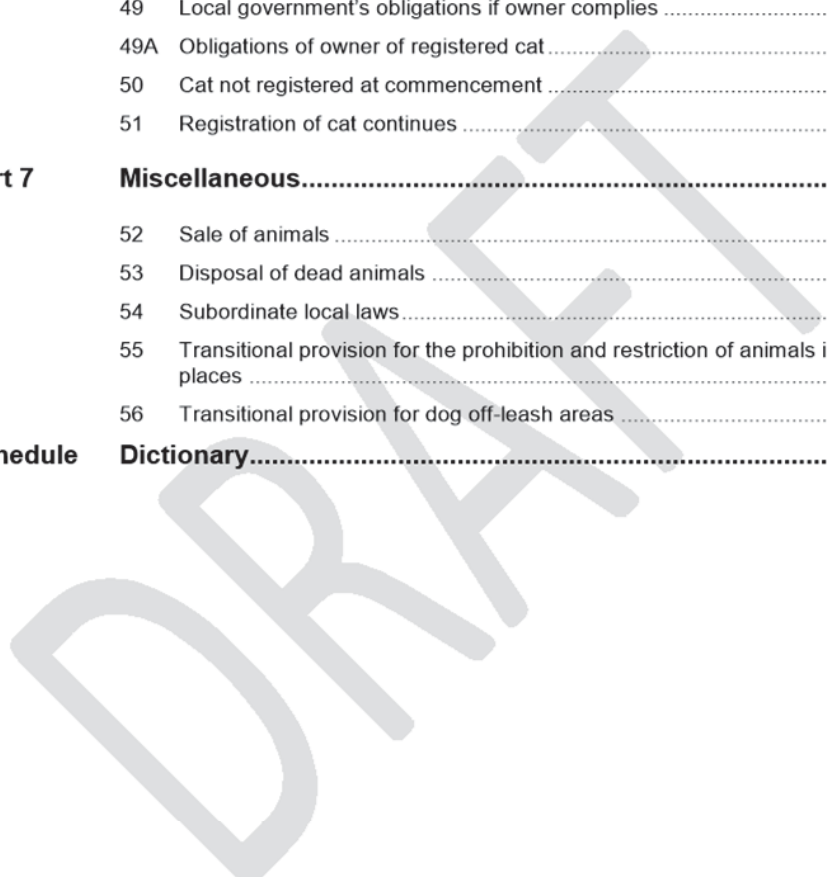 49 Local government's obligations if owner complies ...............................
49A Obligations of owner of registered cat...............................................
50 Cat not registered at commencement ...............................................
51 Registration of cat continues .............................................................
rt 7 Miscellaneous.......................................................................
52 Sale of animals ...................................................................................
53 Disposal of dead animals ..................................................................
54 Subordinate local laws.......................................................................
55 Transitional provision for the prohibition and restriction of animals i
places .................................................................................................
56 Transitional provision for dog off-leash areas ...................................
hedule Dictionary..............................................................................
DRAFT